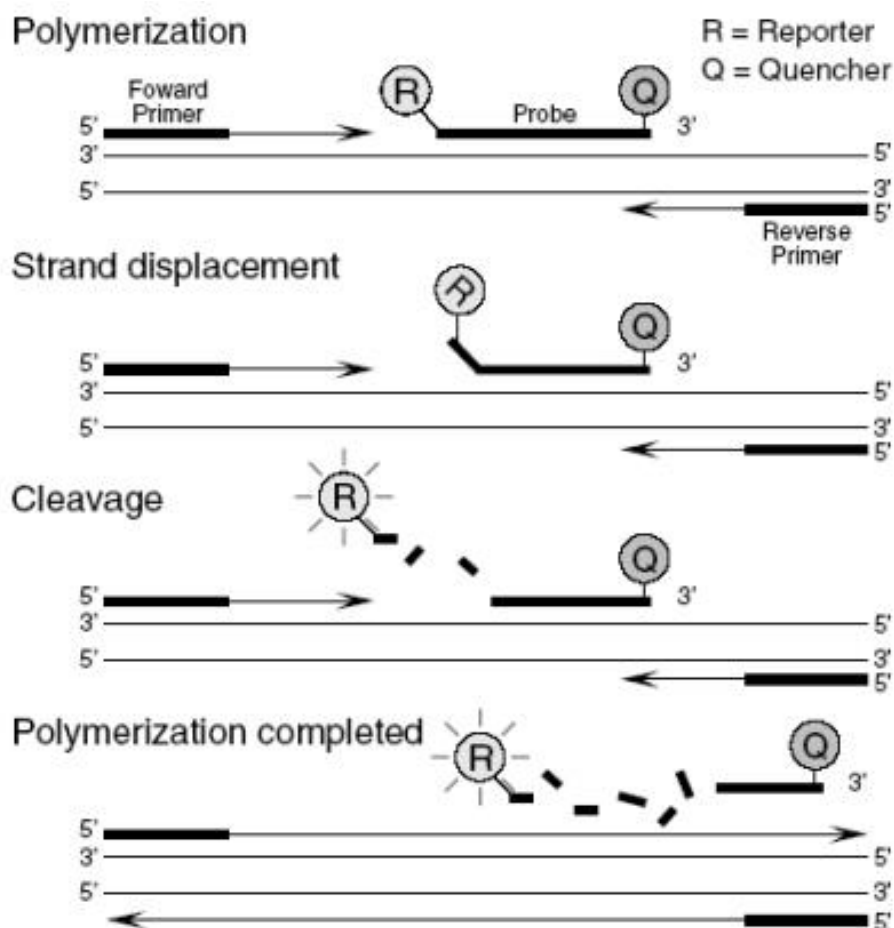 Polymerization
R = Reporter
Q = Quencher
Foward
Primer
R
Probe
Q
5’
3’
3’
5’
5’
3’
5’
Reverse
Primer
Strand displacement
R
Q
5’
3’
3’
5’
5’
3’
5’
Cleavage
R
Q
5’
3’
3’
5’
5’
3’
5’
Polymerization completed
R
Q
3’
5’
3’
5’
5’
3’
5’